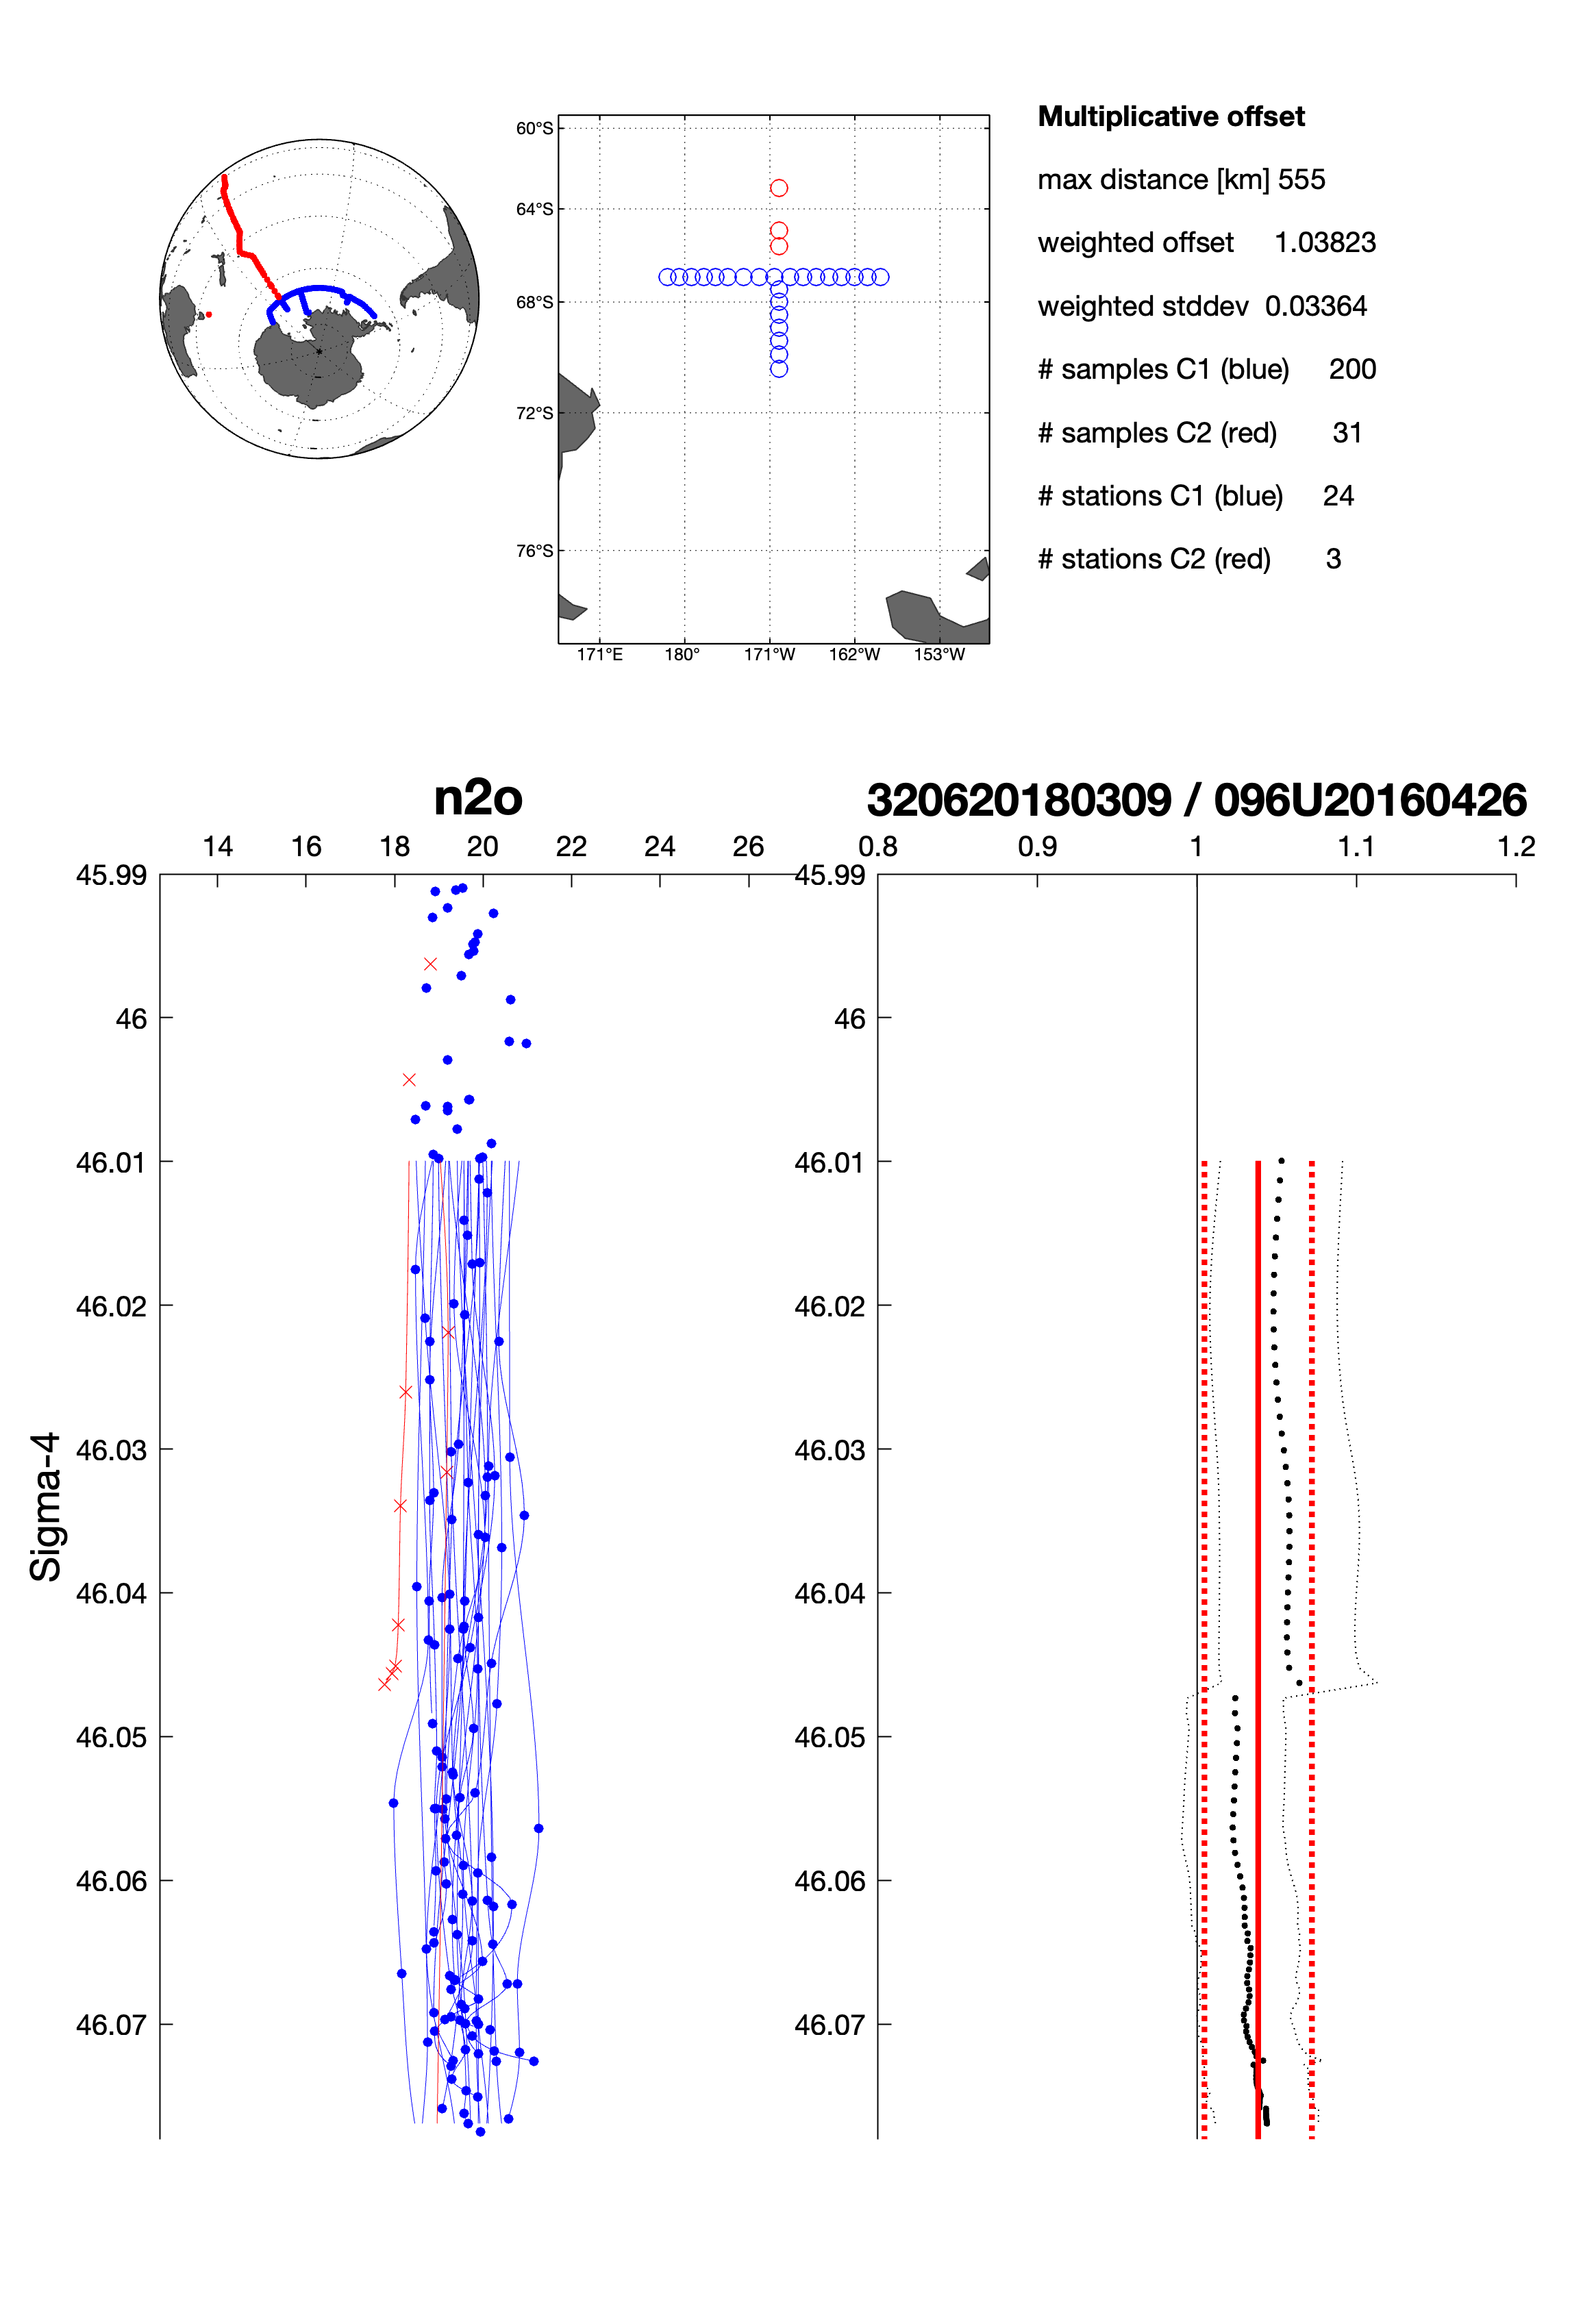 Multiplicative offset
max distance [km] 555
weighted offset 1.03823
weighted stddev 0.03364
# samples C1 (blue) 200
# samples C2 (red) 31
# stations C1 (blue) 24
# stations C2 (red) 3
60°S
64°S
68°S
72°S
76°S
171°E 180° 171°W 162°W 153°W
n2o
14 16 18 20 22 24 26
45.99
46
46.01
46.02
46.03
46.04
46.05
46.06
46.07
Sigma-4
320620180309 / 096U20160426
0.8 0.9 1 1.1 1.2
45.99
46
46.01
46.02
46.03
46.04
46.05
46.06
46.07